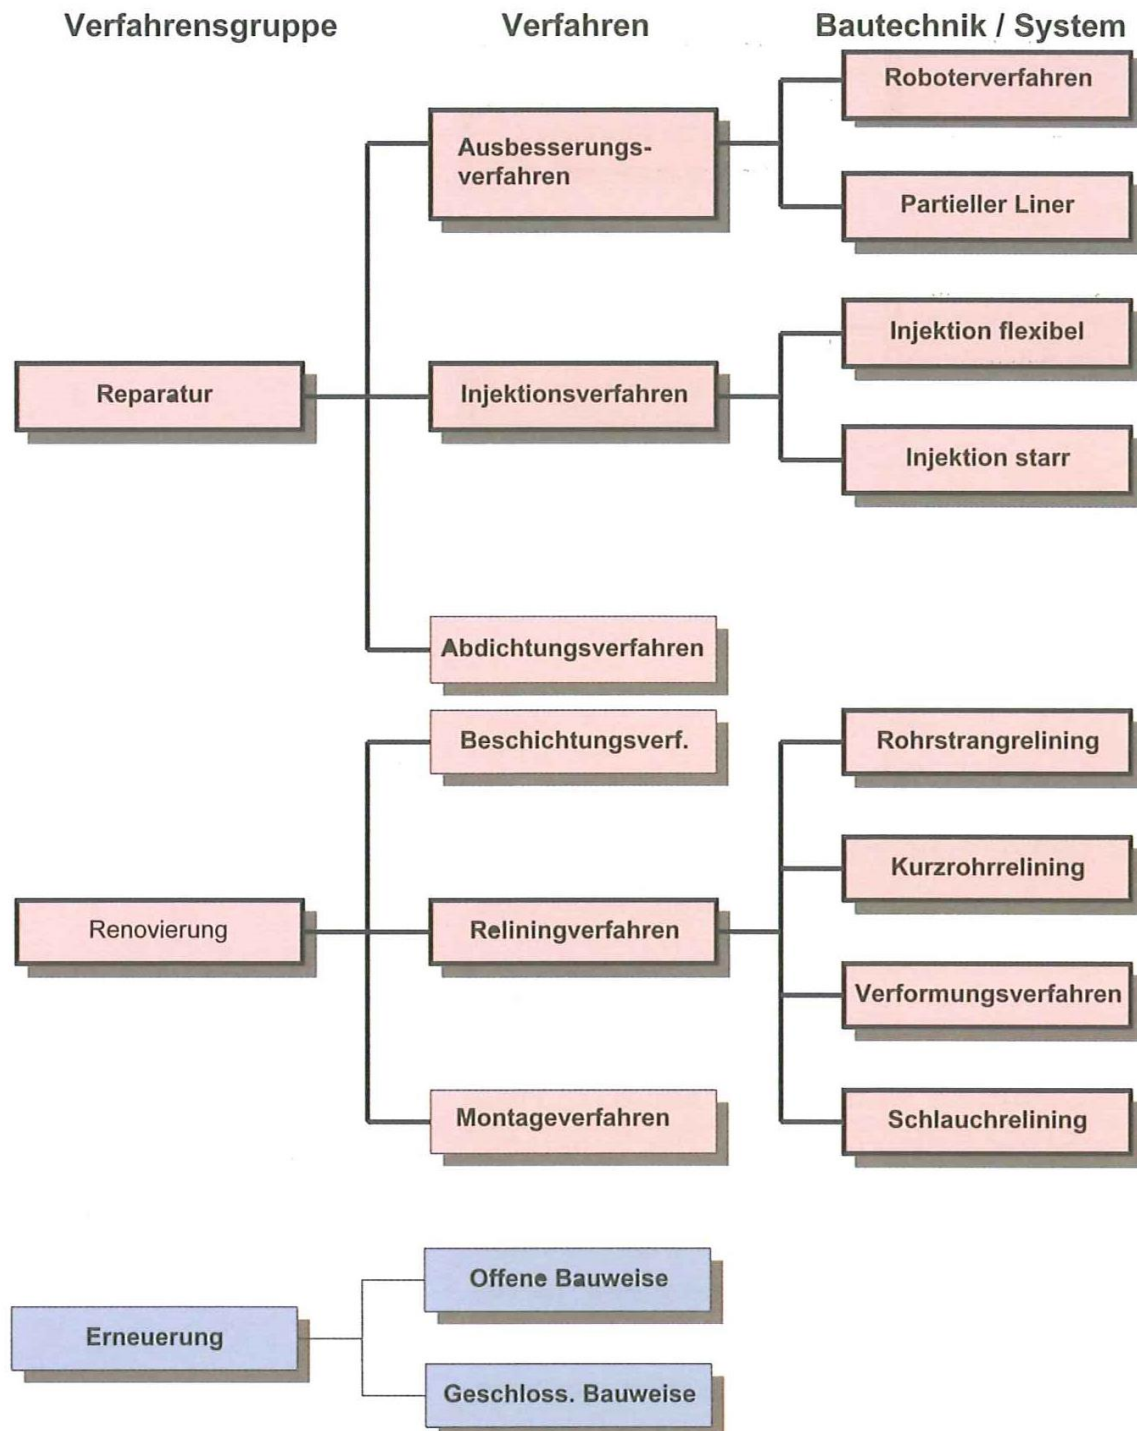 Verfahrensgruppe Verfahren Bautechnik / System
Roboterverfahren
Ausbesserungs-
verfahren
Partieller Liner
Injektion flexibel
Reparatur
Injektionsverfahren
Injektion starr
Abdichtungsverfahren
Beschichtungsverf.
Rohrstrangrelining
Kurzrohrrelining
Renovierung
Reliningverfahren
Verformungsverfahren
Montageverfahren
Schlauchrelining
Offene Bauweise
Erneuerung
Geschloss. Bauweise